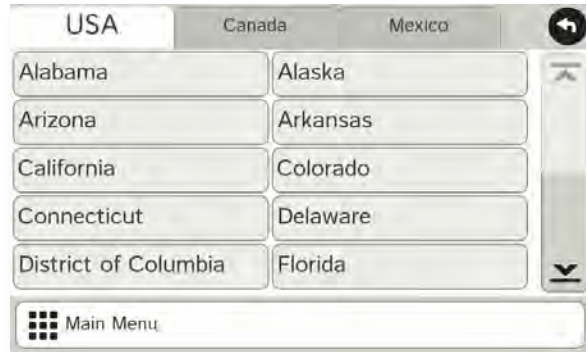 USA Canada Mexico
Alabama Alaska
Arizona Arkansas
California Colorado
Connecticut Delaware
District of Columbia Florida
Main Menu